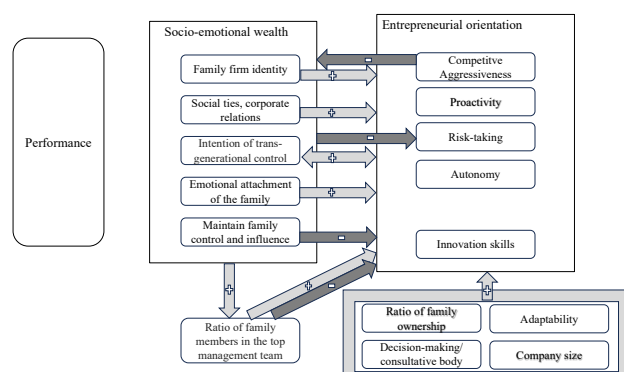 Socio-emotional wealth
Entrepreneurial orientation
Performance
Family firm identity
Social ties, corporate
relations
Intention of trans-
generational control
Emotional attachment
of the family
Maintain family
control and influence
Competitve
Aggressiveness
Proactivity
Risk-taking
Autonomy
Innovation skills
Ratio of family
members in the top
management team
Ratio of family
ownership
Adaptability
Decision-making/
consultative body
Company size